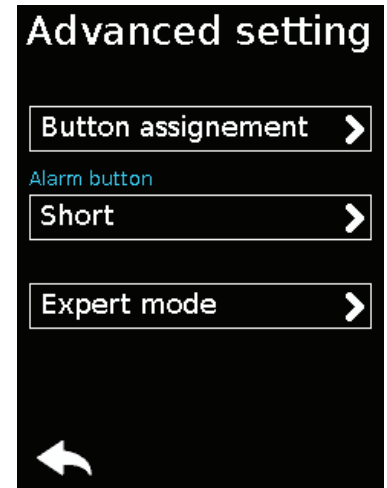 Advanced setting
Button assignement
Alarm button
Short
Expert mode